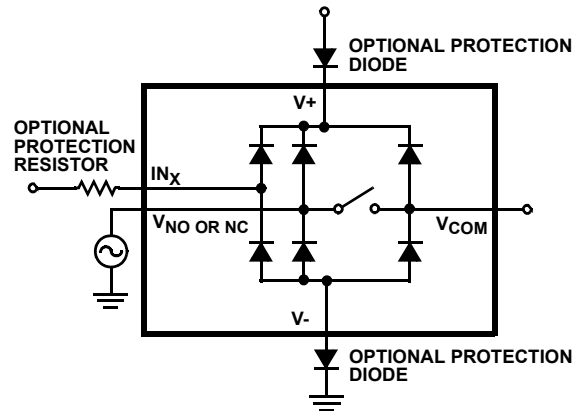 OPTIONAL PROTECTION
DIODE
V+
OPTIONAL
PROTECTION
RESISTOR
INX
VNO OR NC
VCOM
V-
OPTIONAL PROTECTION
DIODE